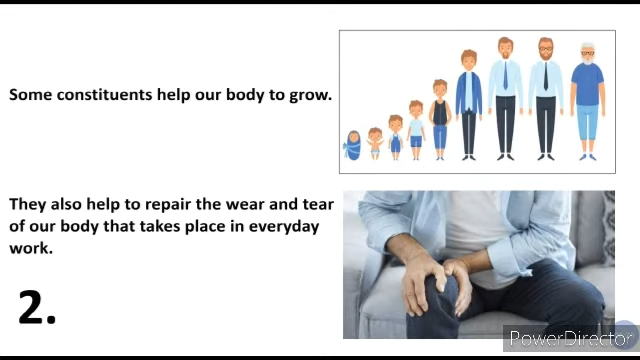 Some constituents help our body to grow.
They also help to repair the wear and tear
of our body that takes place in everyday
work.
2.
PowerDirector